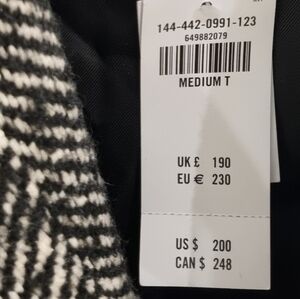 144-442-0991-123
649882079
MEDIUM T
UK £ 190
EU € 230
US $ 200
CAN $ 248